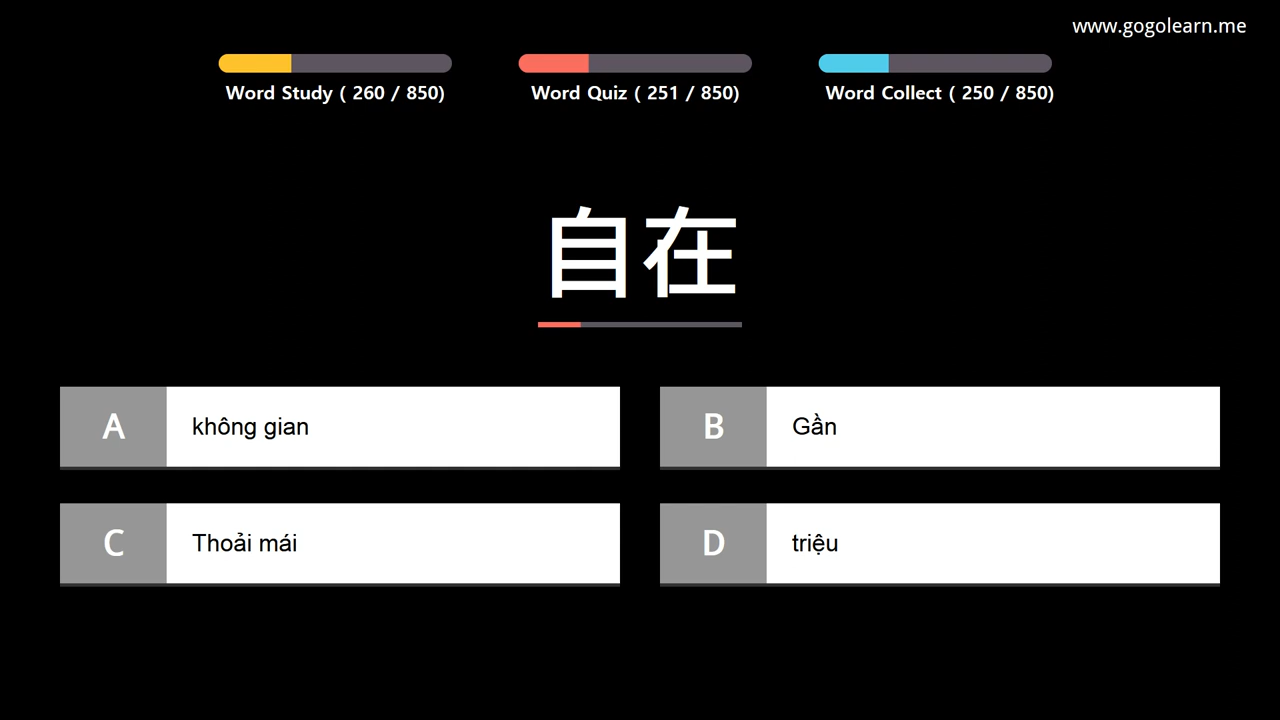 www.gogolearn.me
Word Study ( 260 / 850)
Word Quiz ( 251 / 850)
Word Collect ( 250 / 850)
自在
A không gian
B Gần
C Thoải mái
D triệu